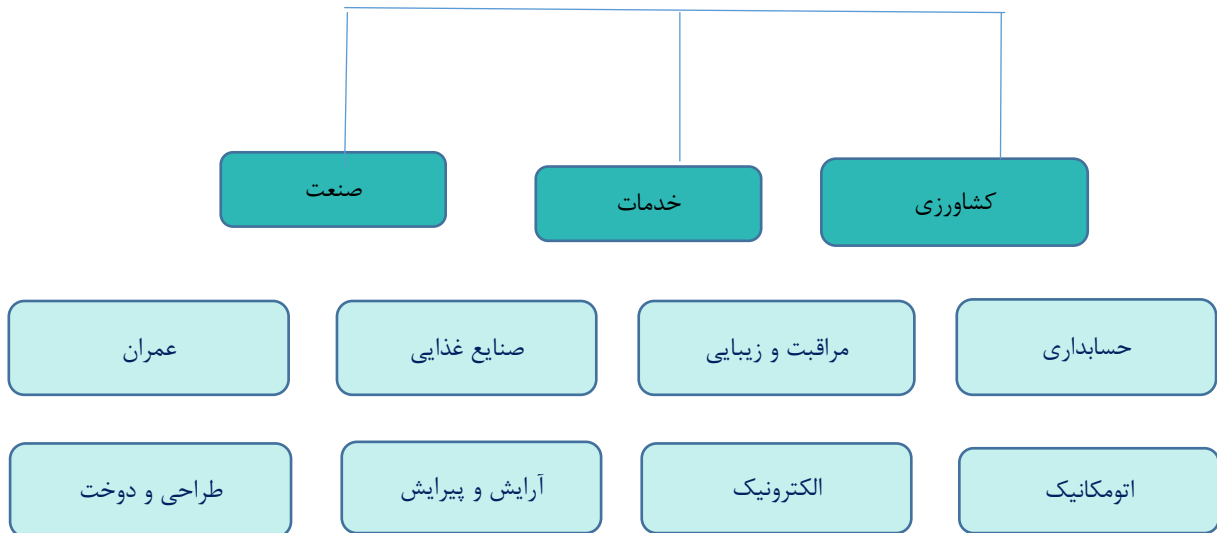 کشاورزی
خدمات
صنعت
حسابداری
مراقبت و زیبایی
صنایع غذایی
عمران
اتومکانیک
الکترونیک
آرایش و پیرایش
طراحی و دوخت